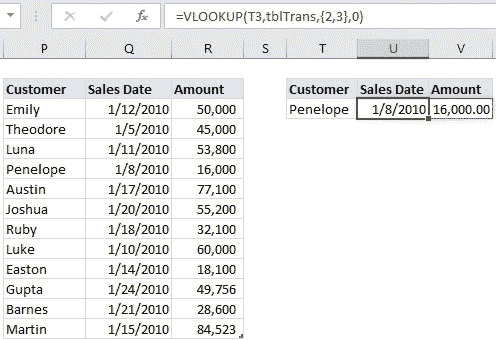 =VLOOKUP(T3,tblTrans,{2,3},0)
P Q R S T U V
Customer Sales Date Amount Customer Sales Date Amount
Emily 1/12/2010 50,000 Penelope 1/8/2010 16,000.00
Theodore 1/5/2010 45,000
Luna 1/11/2010 53,800
Penelope 1/8/2010 16,000
Austin 1/17/2010 77,100
Joshua 1/20/2010 55,200
Ruby 1/18/2010 32,100
Luke 1/10/2010 60,000
Easton 1/14/2010 18,100
Gupta 1/24/2010 49,756
Barnes 1/21/2010 28,600
Martin 1/15/2010 84,523